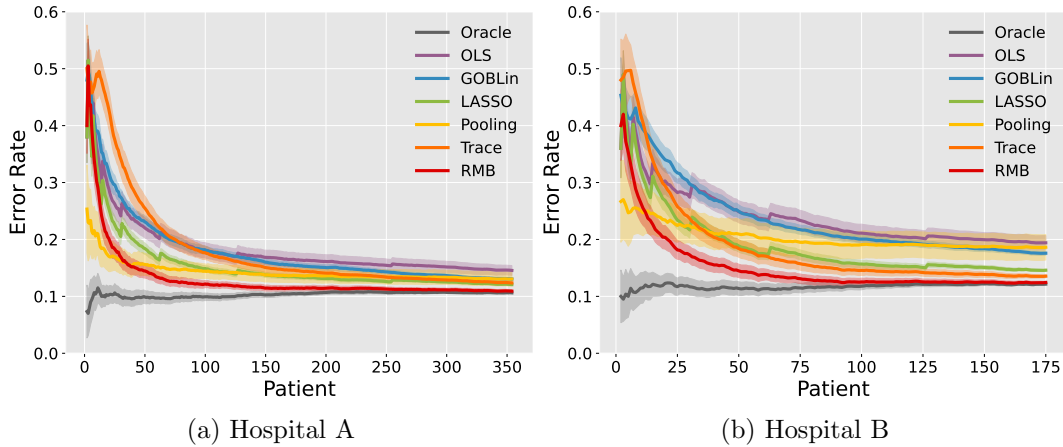 0.6
0.5
0.4
0.3
0.2
0.1
0.0
Error Rate
0 50 100 150 200 250 300 350
Patient
Oracle
OLS
GOBLin
LASSO
Pooling
Trace
RMB
(a) Hospital A
0.6
0.5
0.4
0.3
0.2
0.1
0.0
Error Rate
0 25 50 75 100 125 150 175
Patient
Oracle
OLS
GOBLin
LASSO
Pooling
Trace
RMB
(b) Hospital B